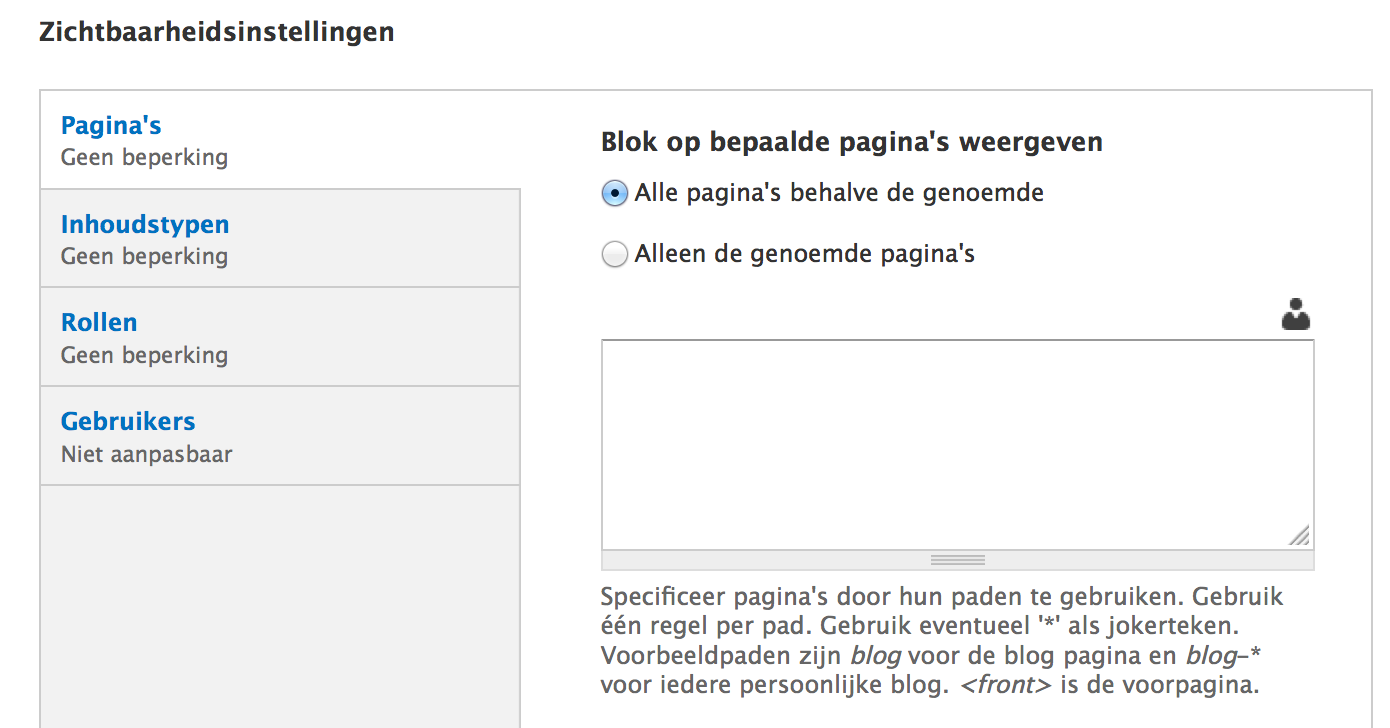 Zichtbaarheidsinstellingen
Pagina's
Geen beperking
Inhoudstypen
Geen beperking
Rollen
Geen beperking
Gebruikers
Niet aanpasbaar
Blok op bepaalde pagina's weergeven
Alle pagina's behalve de genoemde
Alleen de genoemde pagina's
Specificeer pagina's door hun paden te gebruiken. Gebruik
één regel per pad. Gebruik eventueel '*' als jokerteken.
Voorbeeldpaden zijn blog voor de blog pagina en blog-*
voor iedere persoonlijke blog. <front> is de voorpagina.